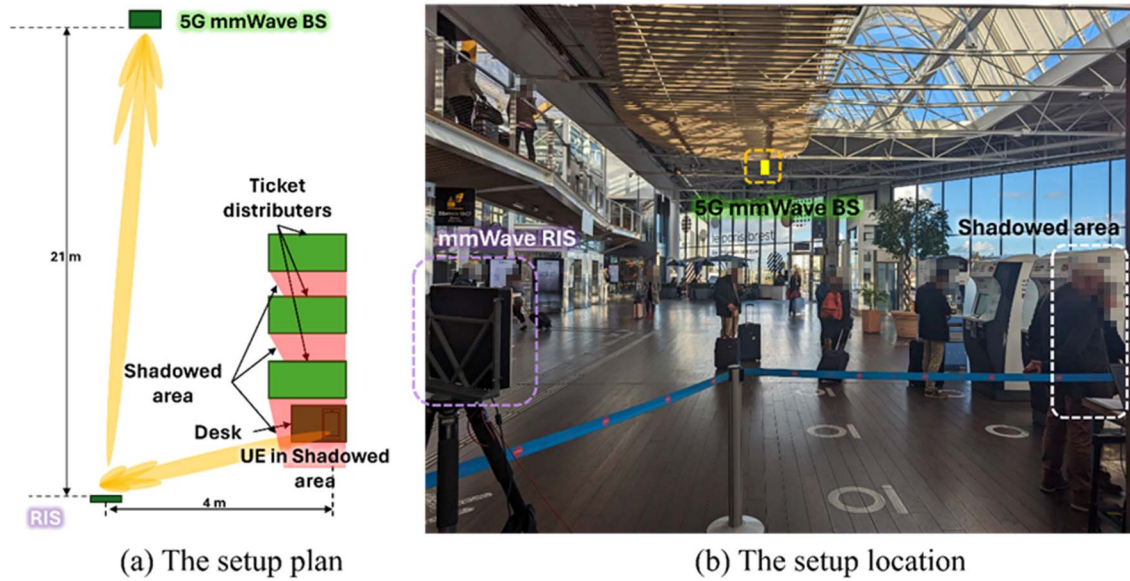 5G mmWave BS
21 m
Ticket
distributers
Shadowed
area
Desk
UE in Shadowed
area
4 m
RIS
(a) The setup plan
mmWave RIS
5G mmWave BS
Shadowed area
(b) The setup location